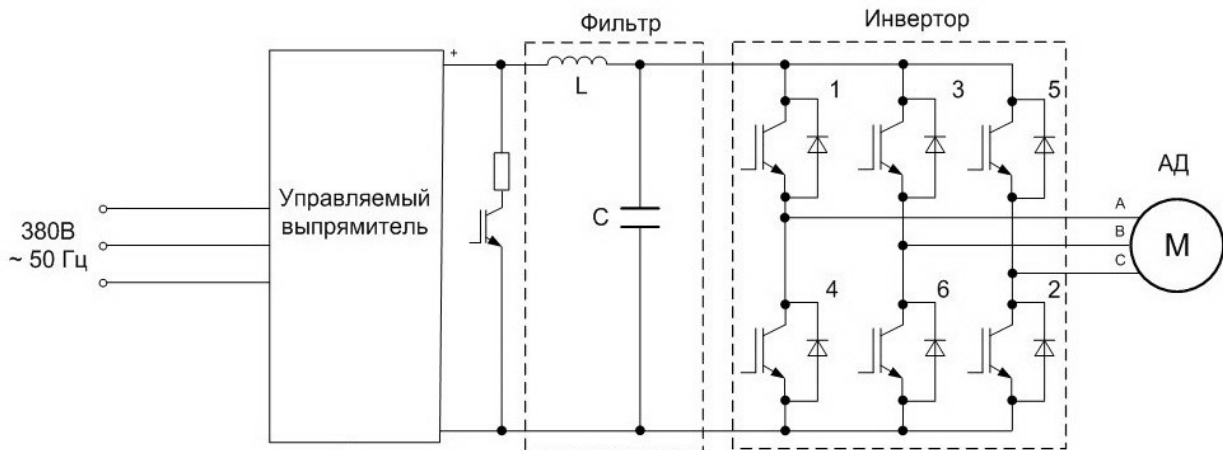 Фильтр
Инвертор
+
L
1
3
5
АД
Управляемый
выпрямитель
380В
~ 50 Гц
C
A
B
C
М
4
6
2